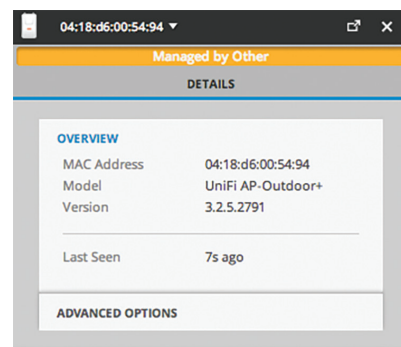 04:18:d6:00:54:94
Managed by Other
DETAILS
OVERVIEW
MAC Address 04:18:d6:00:54:94
Model UniFi AP-Outdoor+
Version 3.2.5.2791
Last Seen 7s ago
ADVANCED OPTIONS